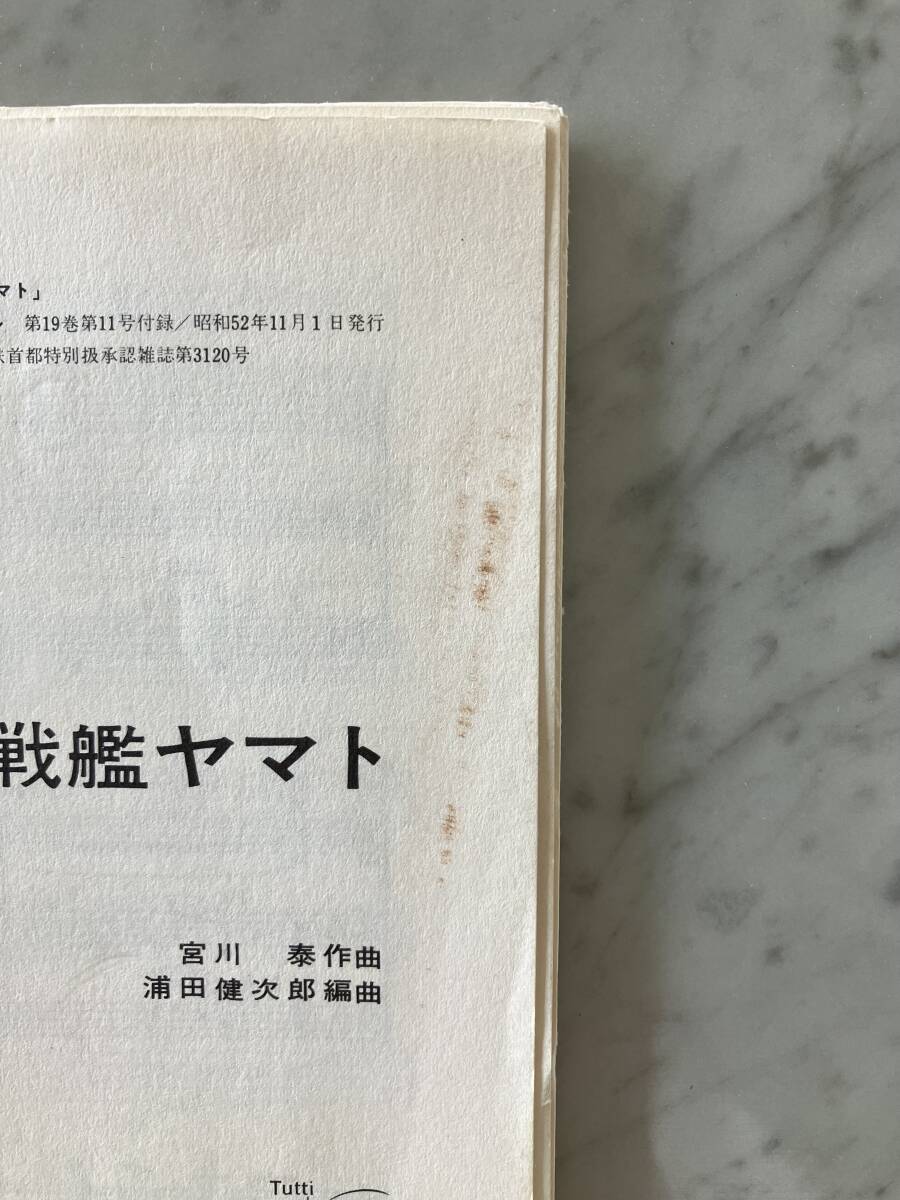 マト」
第19巻第11号付録／昭和52年11月1日発行
首都特別扱承認雑誌第3120号
戦艦ヤマト
宮川　泰作曲
浦田健次郎編曲
Tutti